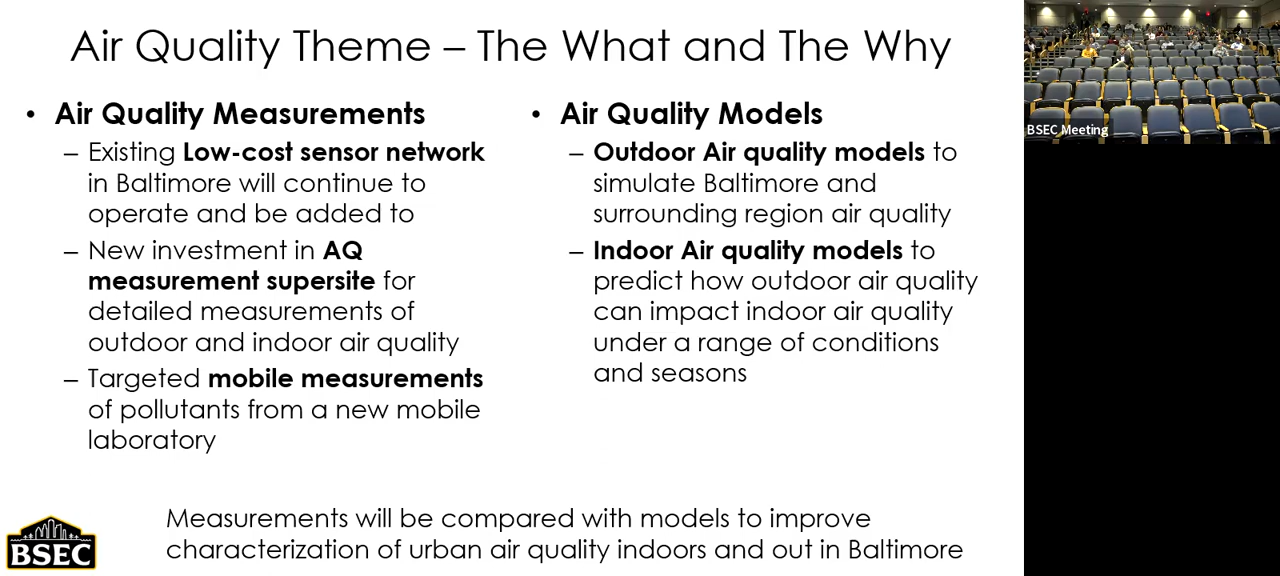 Air Quality Theme – The What and The Why
• Air Quality Measurements
– Existing Low-cost sensor network
in Baltimore will continue to
operate and be added to
– New investment in AQ
measurement supersite for
detailed measurements of
outdoor and indoor air quality
– Targeted mobile measurements
of pollutants from a new mobile
laboratory
• Air Quality Models
– Outdoor Air quality models to
simulate Baltimore and
surrounding region air quality
– Indoor Air quality models to
predict how outdoor air quality
can impact indoor air quality
under a range of conditions
and seasons
Measurements will be compared with models to improve
characterization of urban air quality indoors and out in Baltimore
BSEC
BSEC Meeting